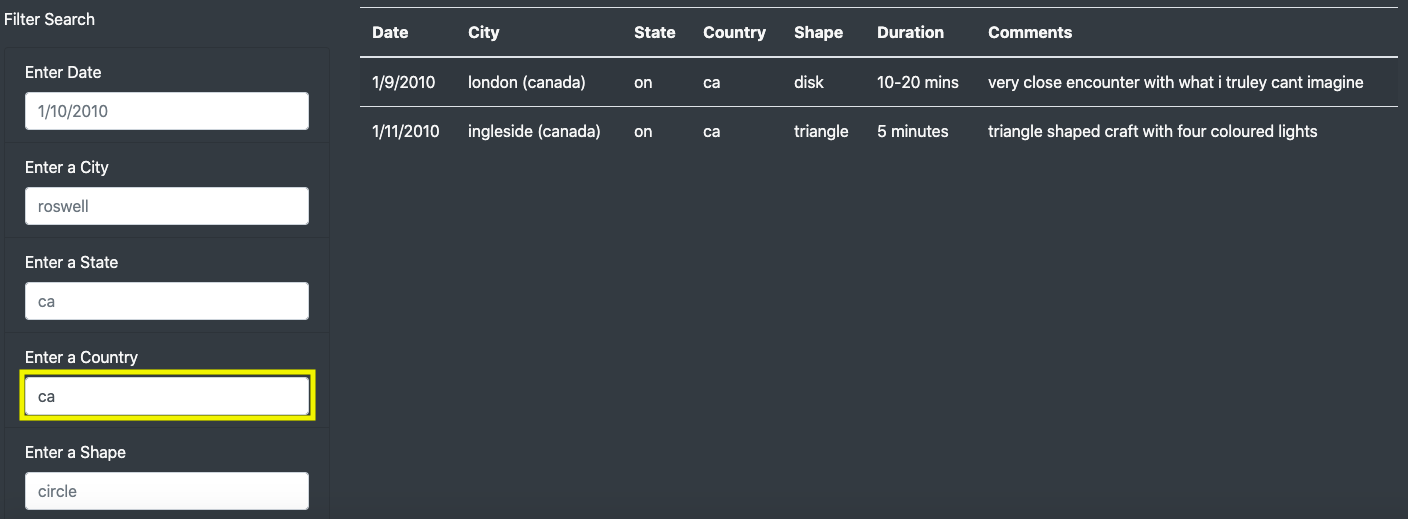 Filter Search
Enter Date
1/10/2010
Enter a City
roswell
Enter a State
ca
Enter a Country
ca
Enter a Shape
circle
Date City State Country Shape Duration Comments
1/9/2010 london (canada) on ca disk 10-20 mins very close encounter with what i truley cant imagine
1/11/2010 ingleside (canada) on ca triangle 5 minutes triangle shaped craft with four coloured lights